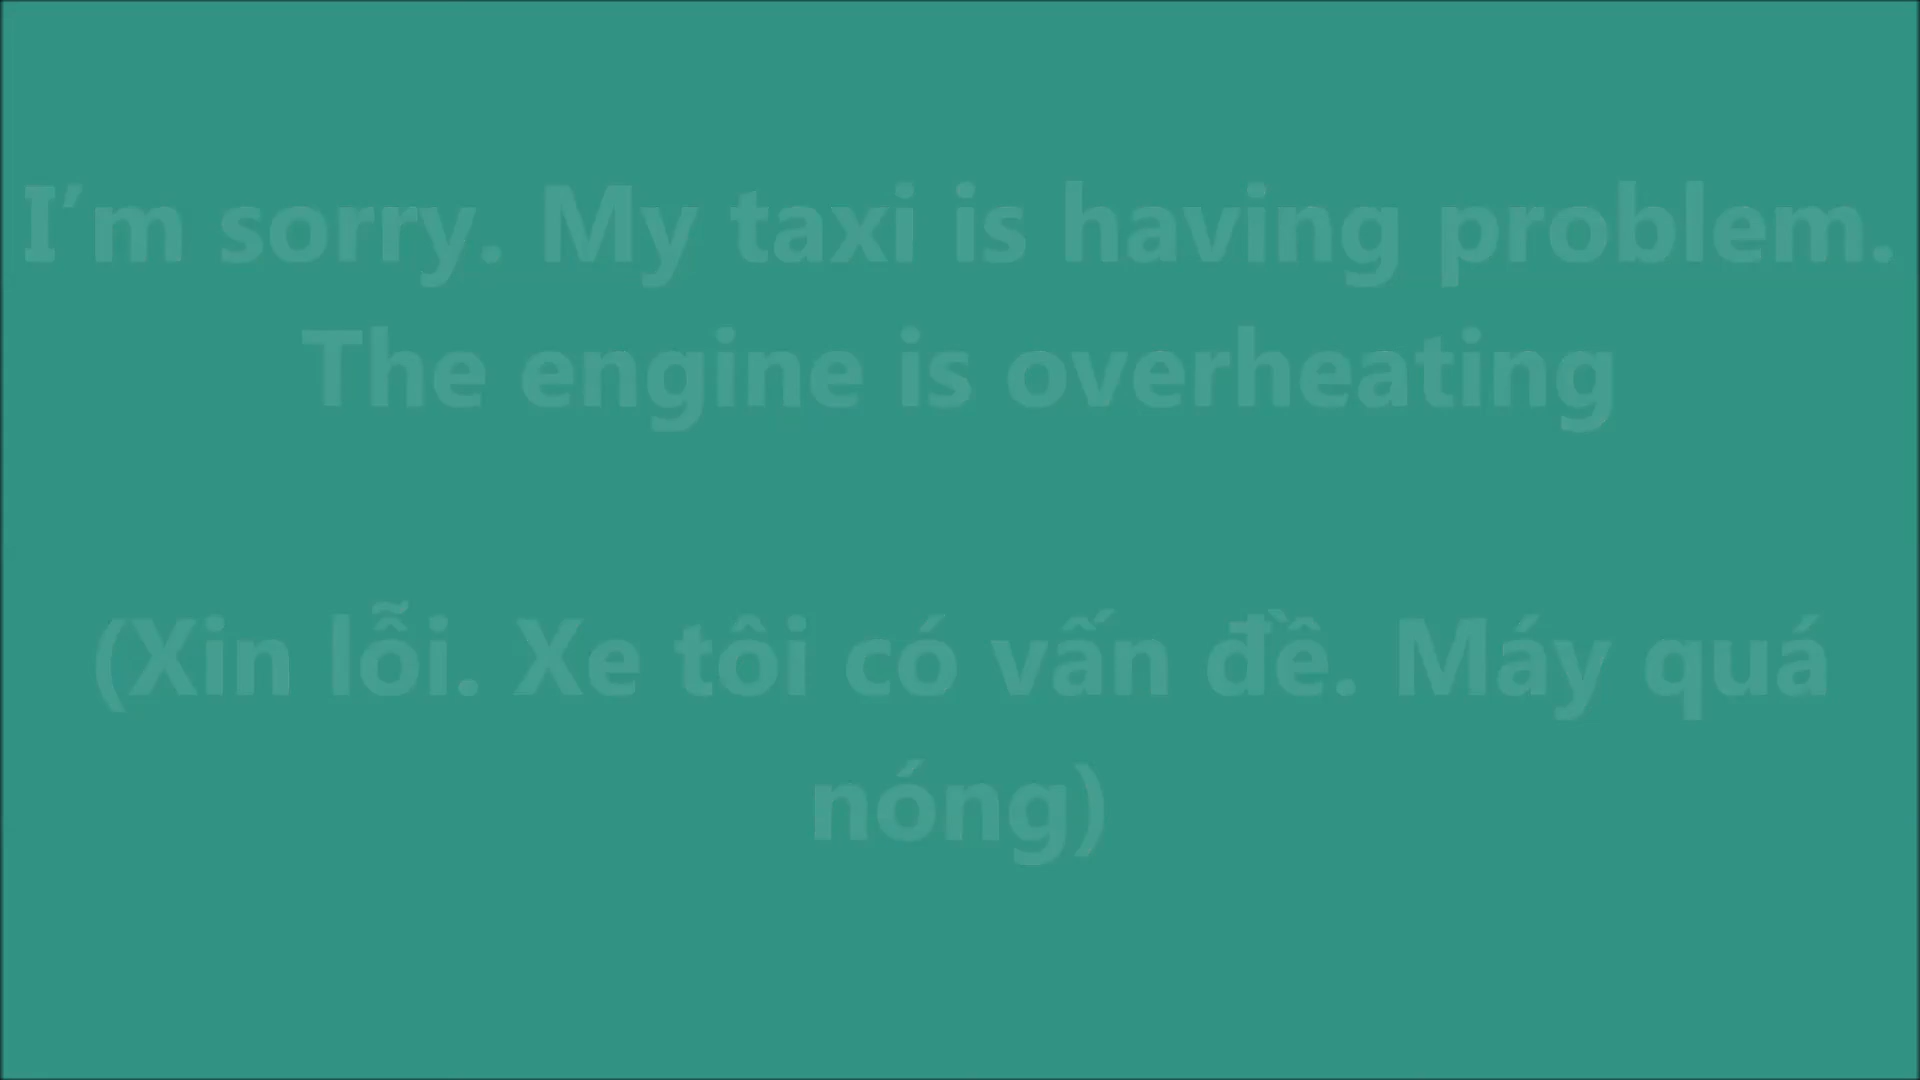 I’m sorry. My taxi is having problem.
The engine is overheating
(Xin lỗi. Xe tôi có vấn đề. Máy quá
nóng)